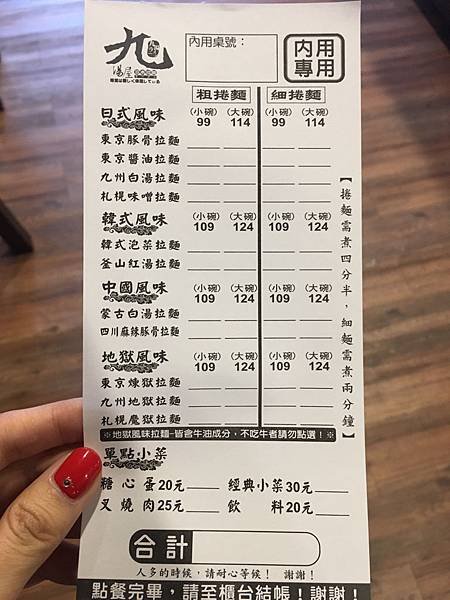 九
湯屋
內用桌號：
内用
專用
粗捲麵 細捲麵
日式風味 (小碗) 99 (大碗) 114 (小碗) 99 (大碗) 114
東京豚骨拉麵
東京醬油拉麵
九州白湯拉麵
札幌味噌拉麵
韓式風味 (小碗) 109 (大碗) 124 (小碗) 109 (大碗) 124
韓式泡菜拉麵
釜山紅湯拉麵
中國風味 (小碗) 109 (大碗) 124 (小碗) 109 (大碗) 124
蒙古白湯拉麵
四川麻辣豚骨拉麵
地獄風味 (小碗) 109 (大碗) 124 (小碗) 109 (大碗) 124
東京煉獄拉麵
九州地獄拉麵
札幌魔獄拉麵
【捲麵需煮四分半，細麵需煮兩分鐘】
※地獄風味拉麵-皆會牛油成分，不吃牛者請勿點選！※
單點小菜
糖心蛋20元 經典小菜30元
叉燒肉25元 飲料20元
合計
人多的時候，請耐心等候！ 謝謝！
點餐完畢，請至櫃台結帳！謝謝！